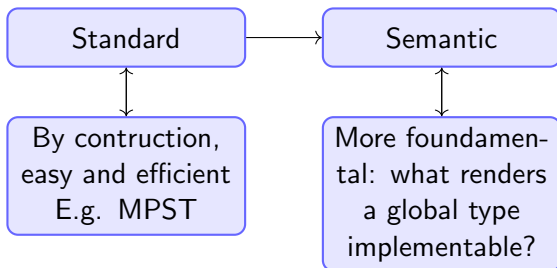 Standard
Semantic
By contruction,
easy and efficient
E.g. MPST
More foundamen-
tal: what renders
a global type
implementable?